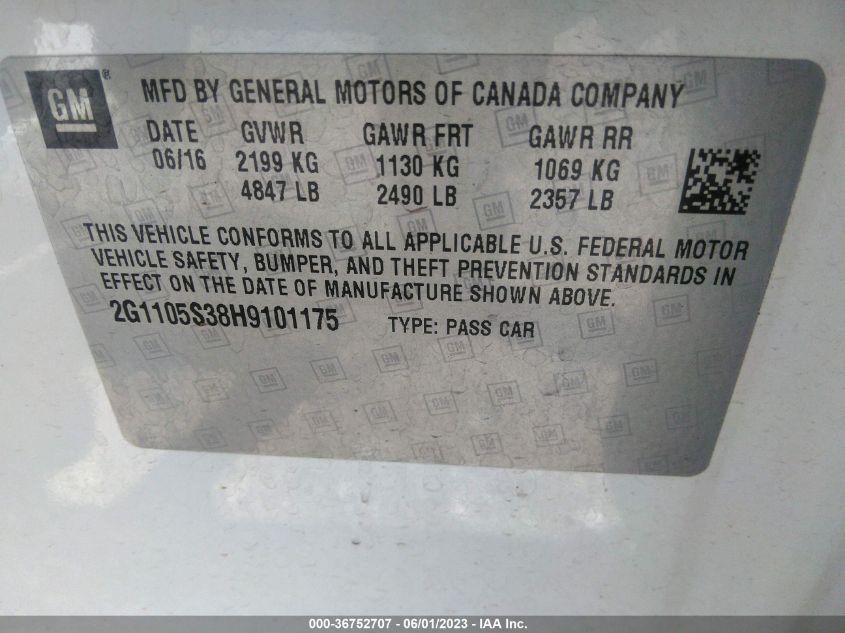 GM ®
MFD BY GENERAL MOTORS OF CANADA COMPANY
DATE GVWR GAWR FRT GAWR RR
06/16 2199 KG 1130 KG 1069 KG
4847 LB 2490 LB 2357 LB
THIS VEHICLE CONFORMS TO ALL APPLICABLE U.S. FEDERAL MOTOR
VEHICLE SAFETY, BUMPER, AND THEFT PREVENTION STANDARDS IN
EFFECT ON THE DATE OF MANUFACTURE SHOWN ABOVE.
2G1105S38H9101175 TYPE: PASS CAR
000-36752707 - 06/01/2023 - IAA Inc.